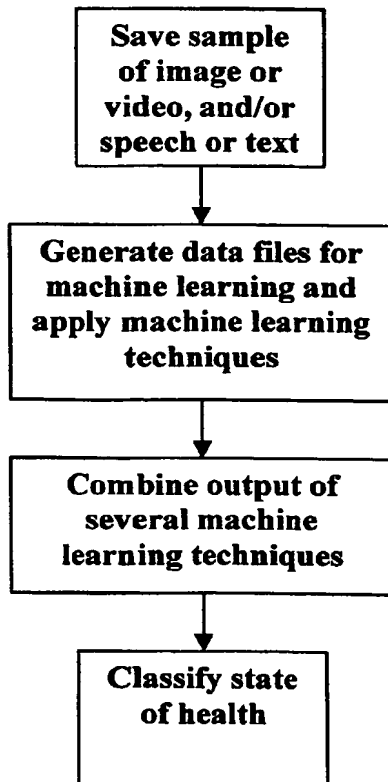 Save sample
of image or
video, and/or
speech or text
Generate data files for
machine learning and
apply machine learning
techniques
Combine output of
several machine
learning techniques
Classify state
of health